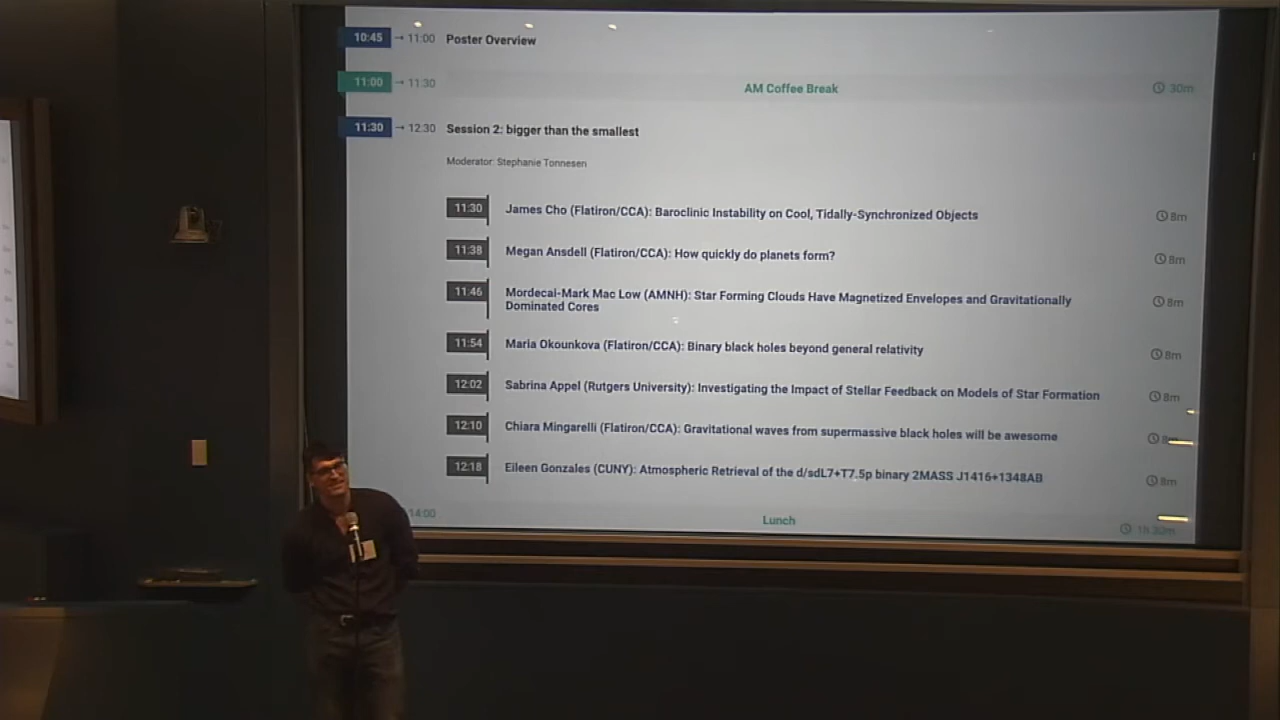 10:45 → 11:00 Poster Overview
11:00 → 11:30 AM Coffee Break 30m
11:30 → 12:30 Session 2: bigger than the smallest
Moderator: Stephanie Tonnesen
11:30 James Cho (Flatiron/CCA): Baroclinic Instability on Cool, Tidally-Synchronized Objects 8m
11:38 Megan Ansdell (Flatiron/CCA): How quickly do planets form? 8m
11:46 Mordecai-Mark Mac Low (AMNH): Star Forming Clouds Have Magnetized Envelopes and Gravitationally 8m
Dominated Cores
11:54 Maria Okounkova (Flatiron/CCA): Binary black holes beyond general relativity 8m
12:02 Sabrina Appel (Rutgers University): Investigating the Impact of Stellar Feedback on Models of Star Formation 8m
12:10 Chiara Mingarelli (Flatiron/CCA): Gravitational waves from supermassive black holes will be awesome
12:18 Eileen Gonzales (CUNY): Atmospheric Retrieval of the d/sdL7+T7.5p binary 2MASS J1416+1348AB 8m
14:00 Lunch 1h 30m